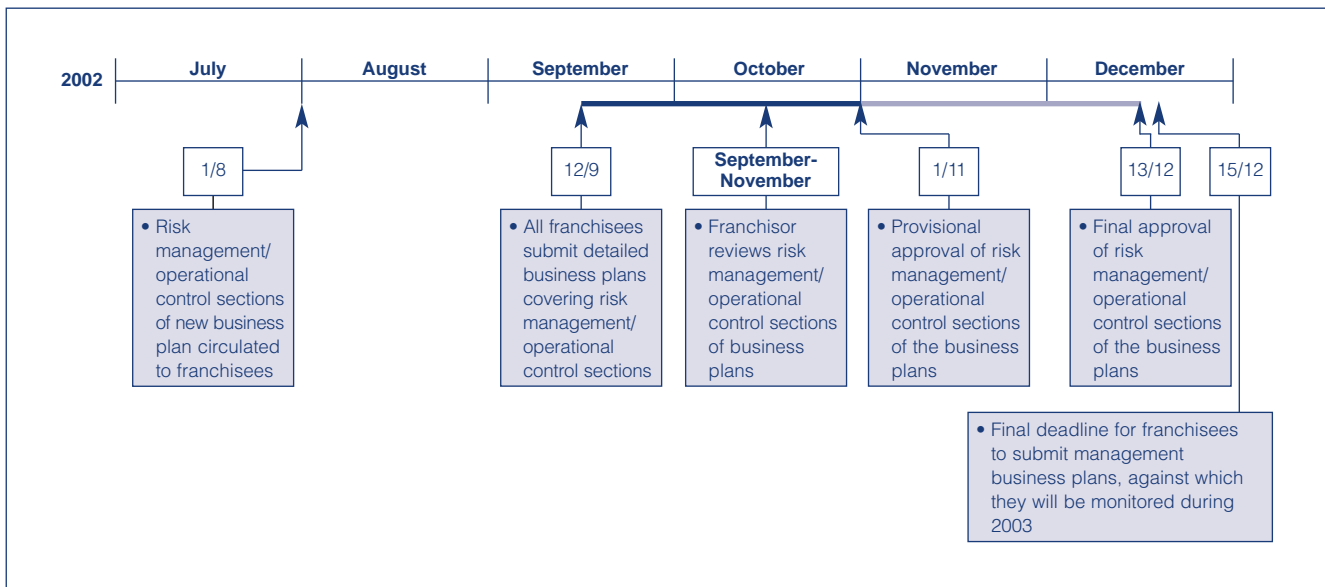 2002
July
August
September
October
November
December
1/8
12/9
September-
November
1/11
13/12
15/12
• Risk
management/
operational
control sections
of new business
plan circulated
to franchisees
• All franchisees
submit detailed
business plans
covering risk
management/
operational
control sections
• Franchisor
reviews risk
management/
operational
control sections
of business
plans
• Provisional
approval of risk
management/
operational
control sections
of the business
plans
• Final approval
of risk
management/
operational
control sections
of the business
plans
• Final deadline for franchisees
to submit management
business plans, against which
they will be monitored during
2003